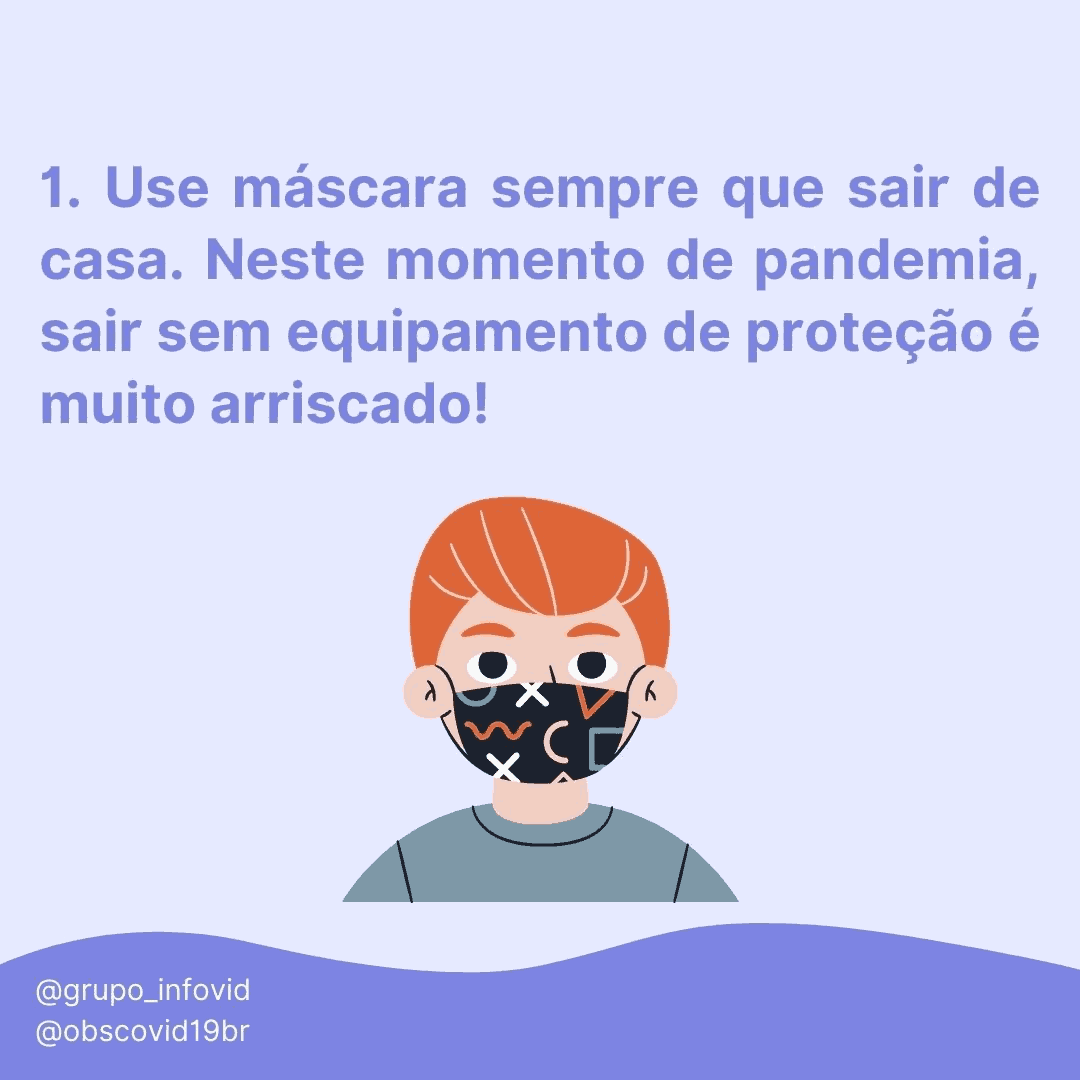 1. Use máscara sempre que sair de
casa. Neste momento de pandemia,
sair sem equipamento de proteção é
muito arriscado!
@grupo_infovid
@obscovid19br